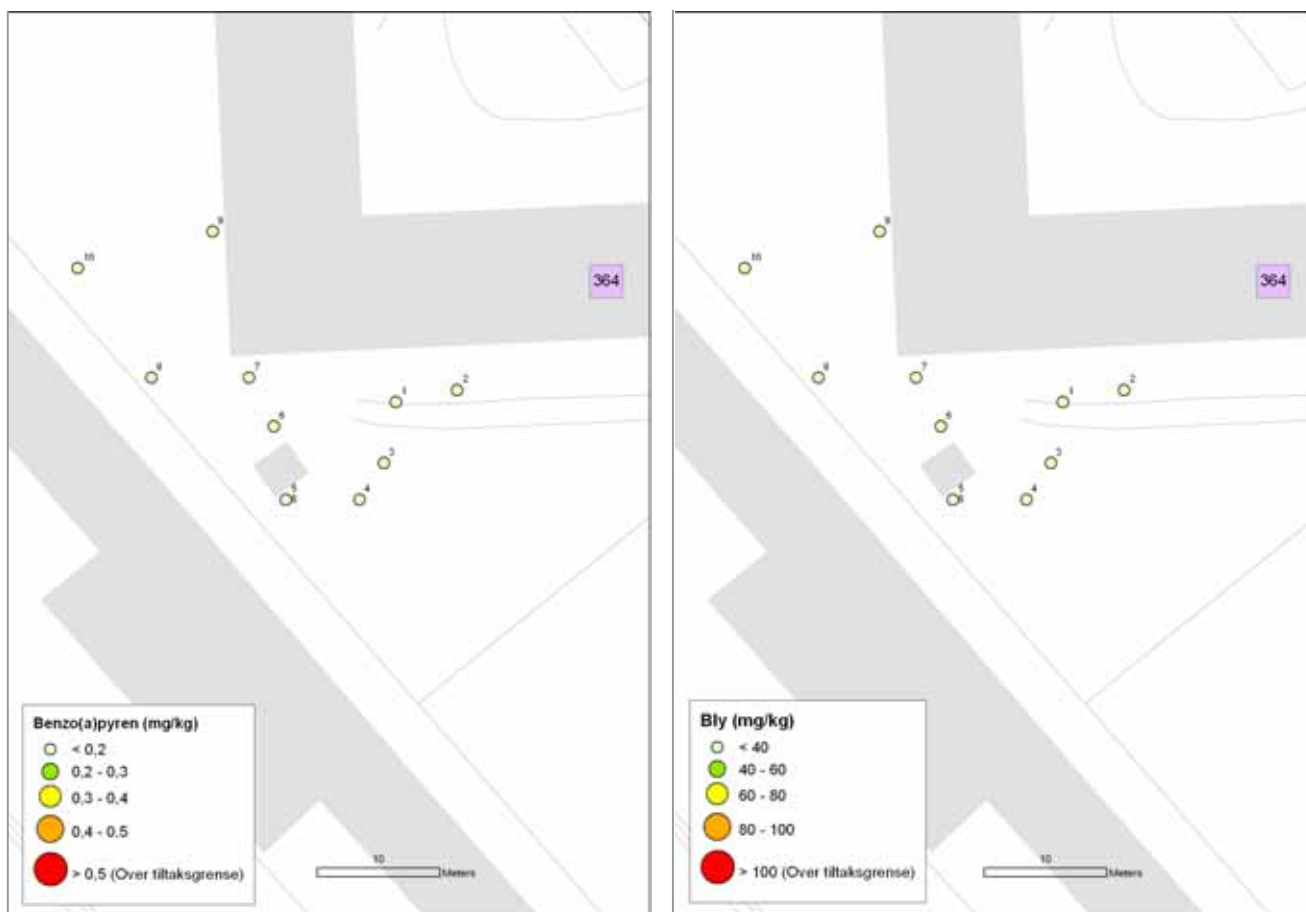 9
10
364
8
7
2
1
6
3
5
4
Benzo(a)pyren (mg/kg)
< 0,2
0,2 - 0,3
0,3 - 0,4
0,4 - 0,5
> 0,5 (Over tiltaksgrense)
10
Meters
9
10
364
8
7
2
1
6
3
5
4
Bly (mg/kg)
< 40
40 - 60
60 - 80
80 - 100
> 100 (Over tiltaksgrense)
10
Meters